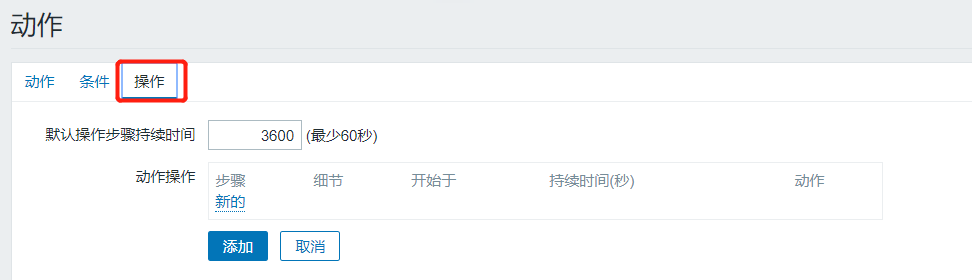 动作
动作 条件 操作
默认操作步骤持续时间 3600 (最少60秒)
动作操作 步骤 细节 开始于 持续时间(秒) 动作
新的
添加 取消